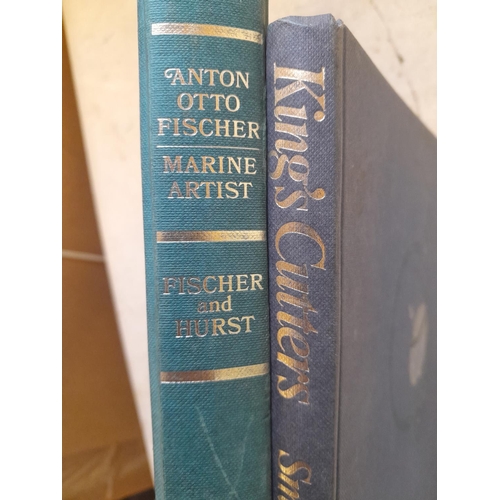 ANTON
OTTO
FISCHER
MARINE
ARTIST
FISCHER
and
HURST
King's Cutters